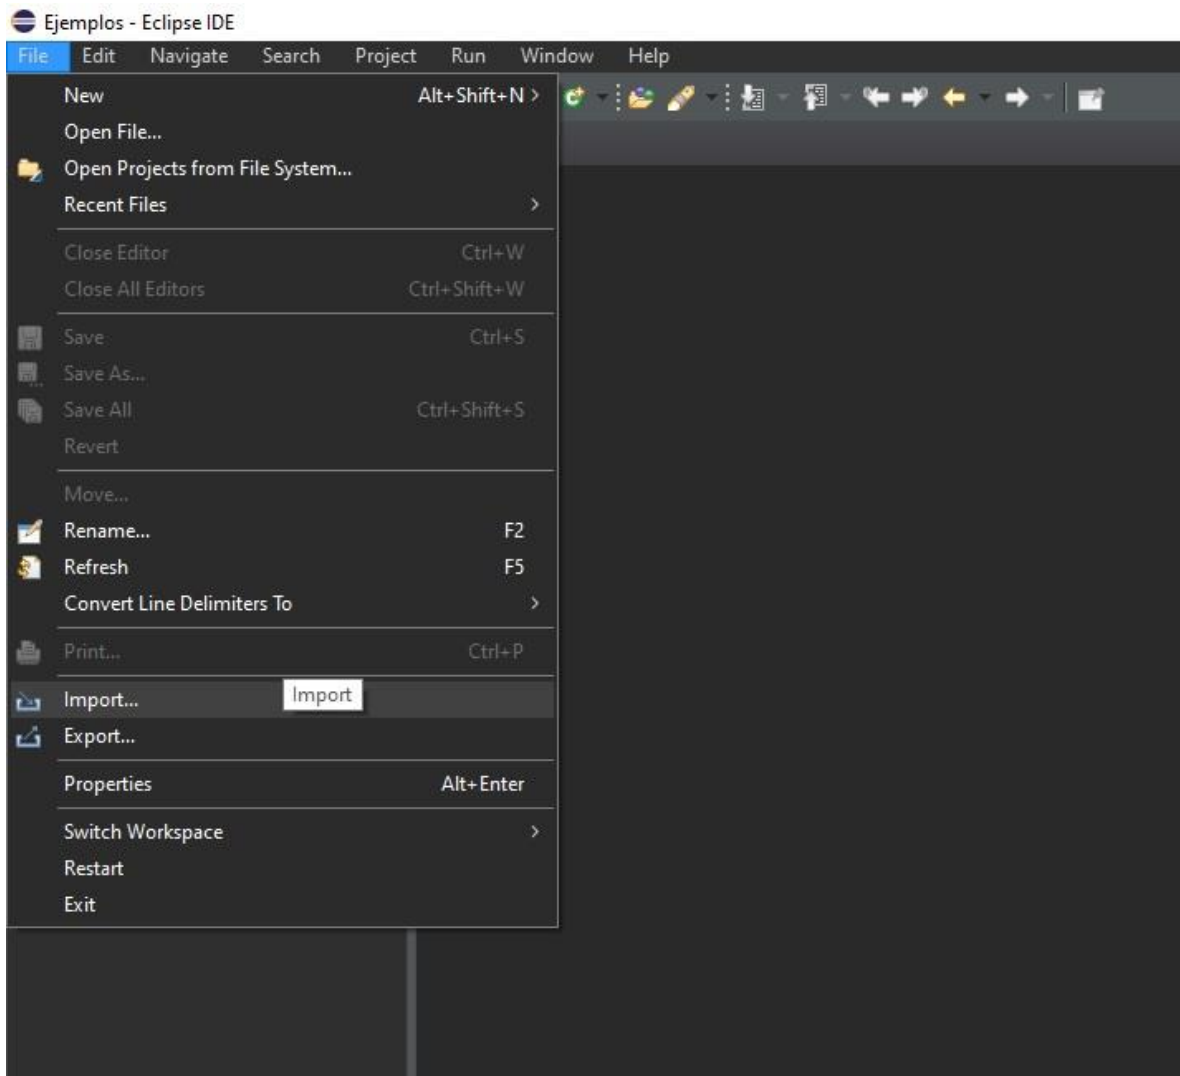 Ejemplos - Eclipse IDE
File Edit Navigate Search Project Run Window Help
New Alt+Shift+N >
Open File...
Open Projects from File System...
Recent Files >
Close Editor Ctrl+W
Close All Editors Ctrl+Shift+W
Save Ctrl+S
Save As...
Save All Ctrl+Shift+S
Revert
Move...
Rename... F2
Refresh F5
Convert Line Delimiters To >
Print... Ctrl+P
Import... Import
Export...
Properties Alt+Enter
Switch Workspace >
Restart
Exit